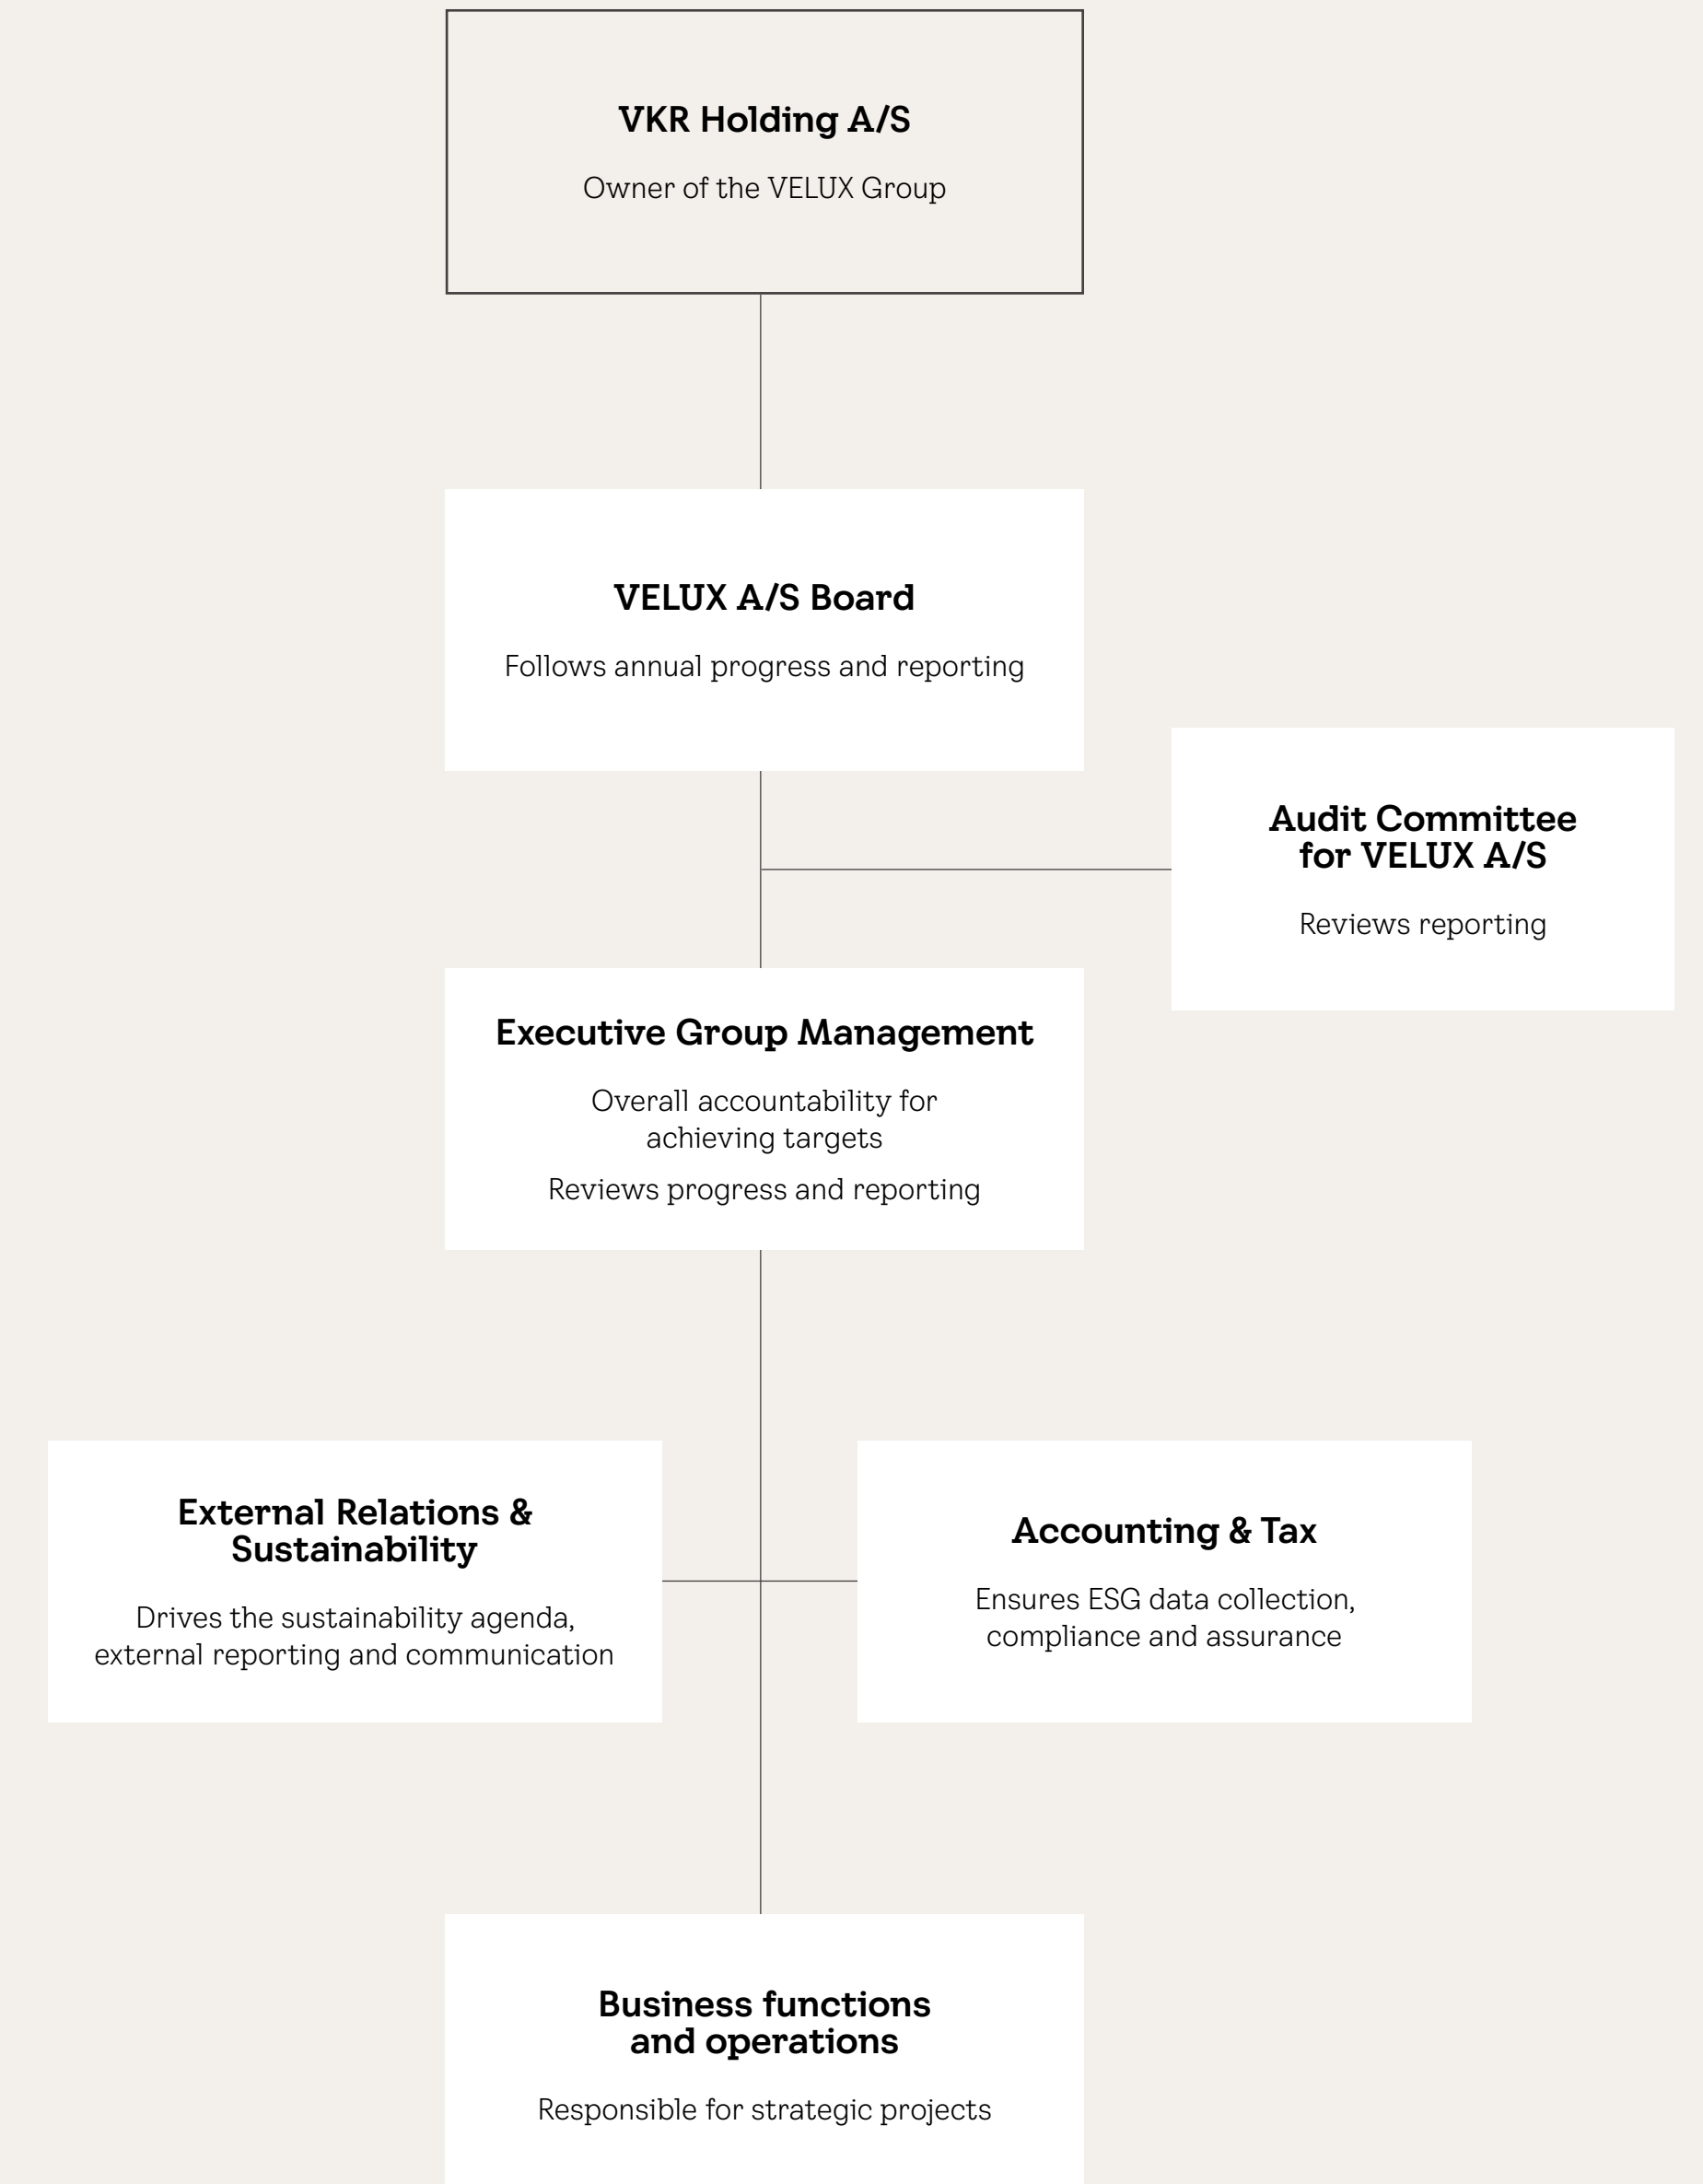 VKR Holding A/S
Owner of the VELUX Group
VELUX A/S Board
Follows annual progress and reporting
Audit Committee
for VELUX A/S
Reviews reporting
Executive Group Management
Overall accountability for
achieving targets
Reviews progress and reporting
External Relations &
Sustainability
Drives the sustainability agenda,
external reporting and communication
Accounting & Tax
Ensures ESG data collection,
compliance and assurance
Business functions
and operations
Responsible for strategic projects